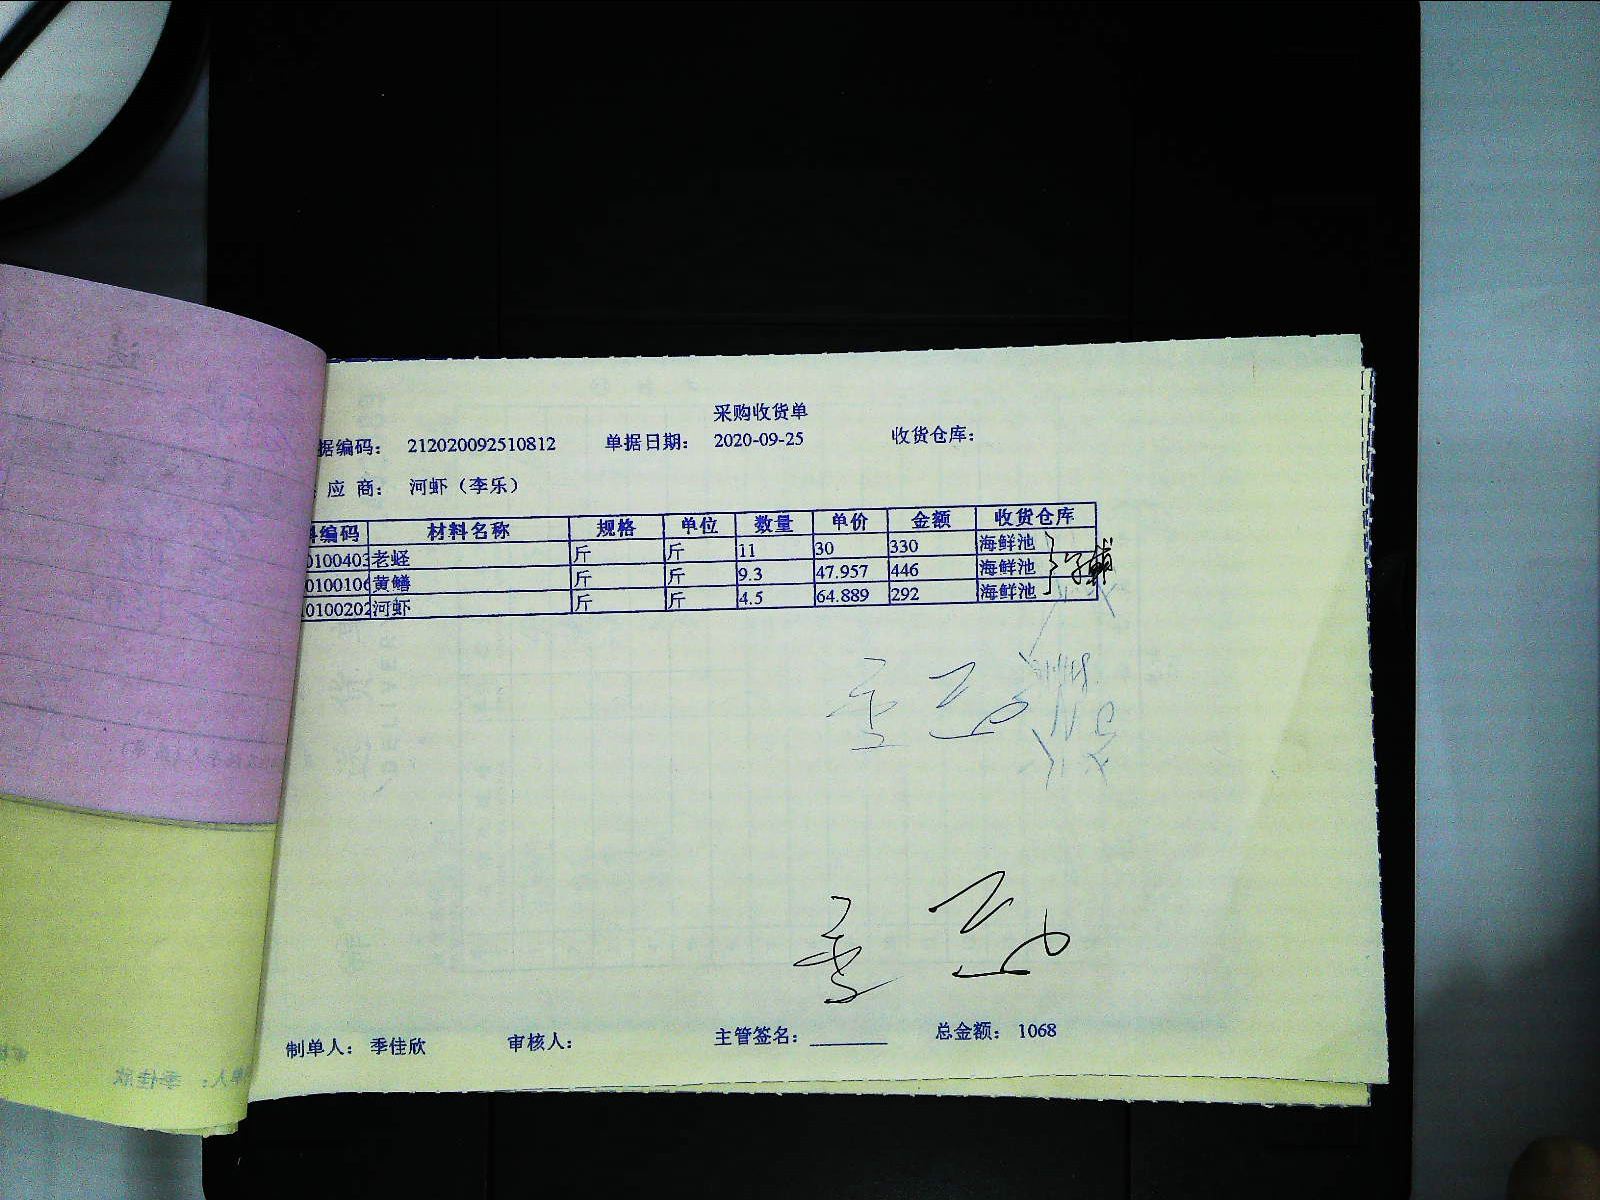 采购收货单
据编码: 212020092510812 单据日期: 2020-09-25 收货仓库:
应 商: 河虾（李乐）
编码 材料名称 规格 单位 数量 单价 金额 收货仓库
0100403 老蛏 斤 斤 11 30 330 海鲜池
0100106 黄鳝 斤 斤 9.3 47.957 446 海鲜池
0100202 河虾 斤 斤 4.5 64.889 292 海鲜池
制单人: 季佳欣 审核人: 主管签名: 总金额: 1068